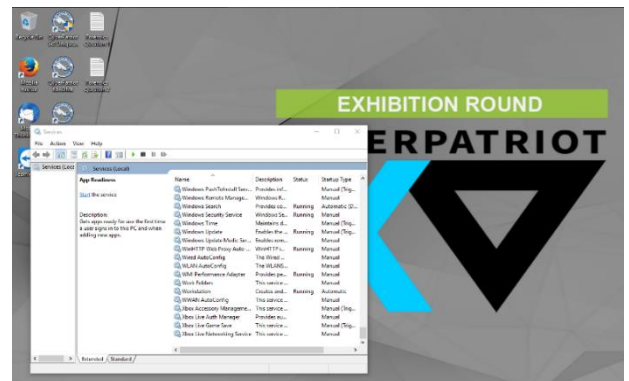 Recycle Bin
EXHIBITION ROUND
ERPATRIOT
Services
File Action View Help
Services (Local)
App Readiness
Start the service
Description:
Gets apps ready for use the first time
a user signs in to this PC and when
adding new apps.
Name Description Status Startup Type
Windows PushToInstall Serv... Provides inf... Manual (Trig...
Windows Remote Manage... Windows R... Manual
Windows Search Provides co... Running Automatic (D...
Windows Security Service Windows Se... Running Manual
Windows Time Maintains d... Manual (Trig...
Windows Update Enables the ... Running Manual (Trig...
Windows Update Medic Ser... Enables rem... Manual
WinHTTP Web Proxy Auto-... WinHTTP i... Running Manual
Wired AutoConfig The Wired ... Manual
WLAN AutoConfig The WLANS... Manual
WMI Performance Adapter Provides pe... Running Manual
Work Folders This service ... Manual
Workstation Creates and... Running Automatic
WWAN AutoConfig This service ... Manual
Xbox Accessory Manageme... This service ... Manual (Trig...
Xbox Live Auth Manager Provides au... Manual
Xbox Live Game Save This service ... Manual (Trig...
Xbox Live Networking Service This service ... Manual
Extended Standard